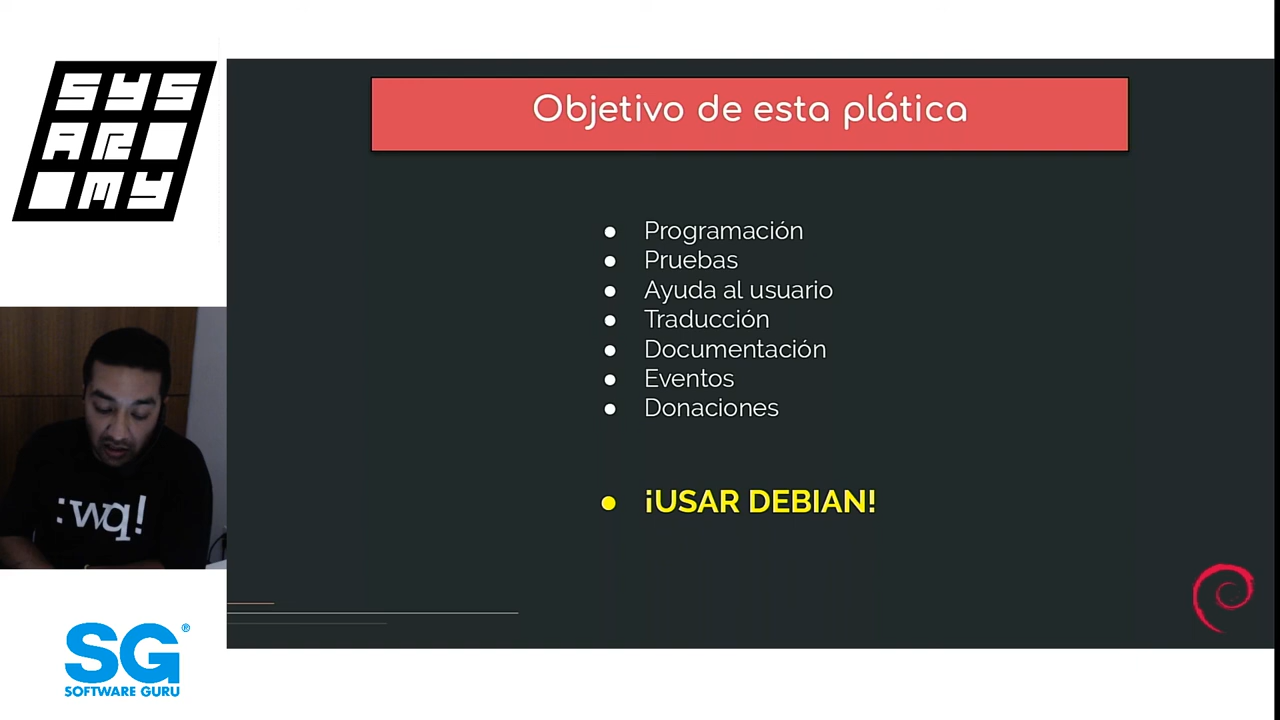 SYS
AR
MY
Objetivo de esta plática
● Programación
● Pruebas
● Ayuda al usuario
● Traducción
● Documentación
● Eventos
● Donaciones
● ¡USAR DEBIAN!
:wq!
SG®
SOFTWARE GURU